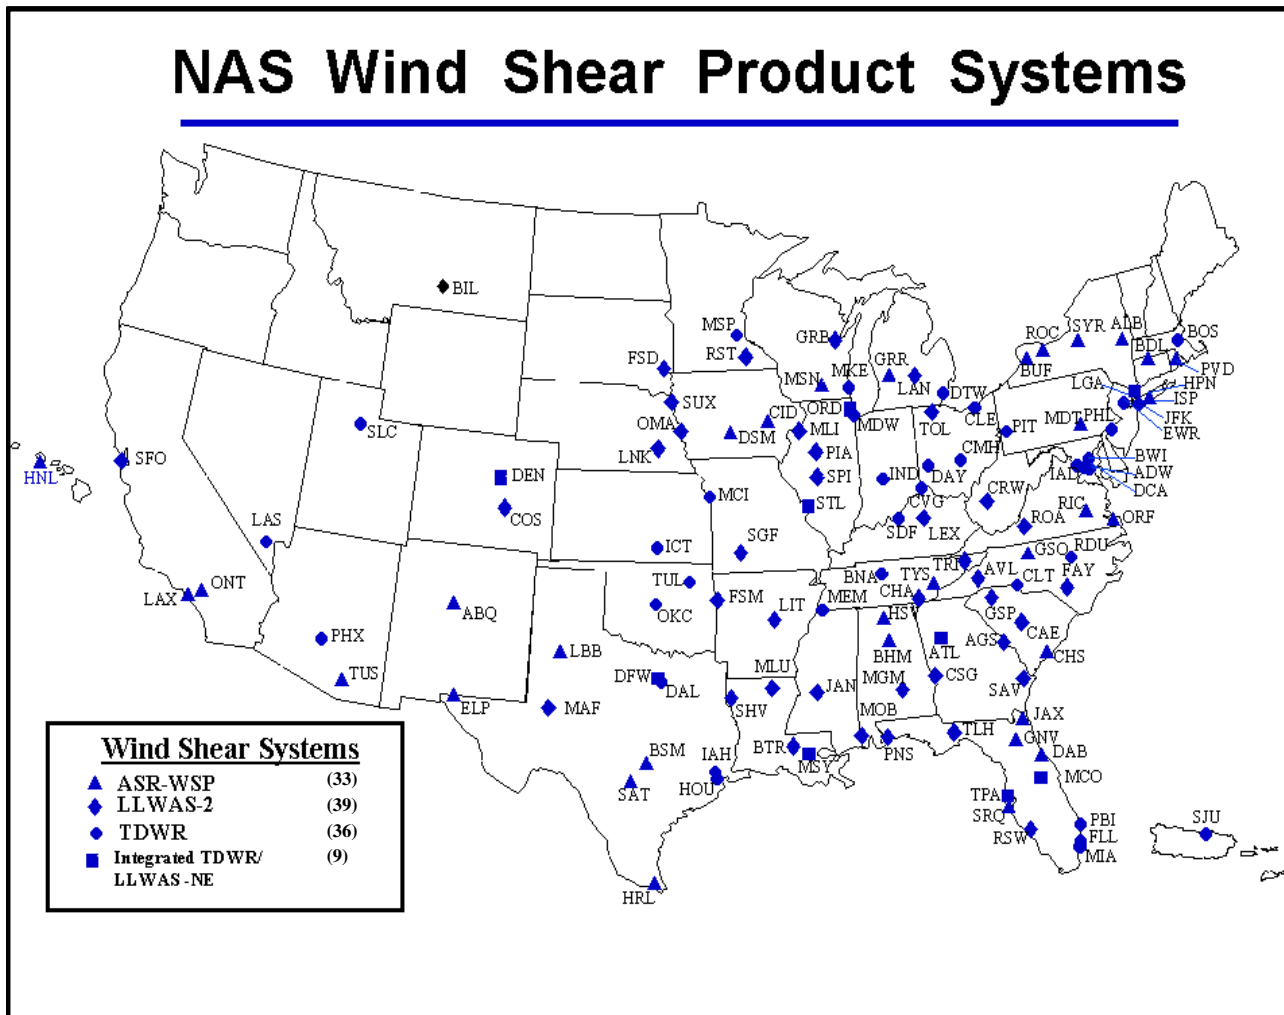 NAS Wind Shear Product Systems
BIL
MSP
RST
GRB
GRR
MKE
MSN
LAN
DTW
ROC
SYR
ALB
BOS
BDL
BUF
PVD
LGA
HPN
ISP
JFK
EWR
FSD
SUX
OMA
LNK
DSM
CID
ORD
MLI
MDW
TOL
CLE
PIT
MDT
PHL
SLC
SFO
HNL
DEN
COS
PIA
SPI
STL
IND
DAY
CMH
CVG
CRW
IAD
BWI
ADW
DCA
MCI
LAS
ICT
SGF
SDF
LEX
ROA
RIC
ORF
ONT
LAX
ABQ
TUL
OKC
FSM
LIT
BNA
MEM
TYS
TRI
CHA
AVL
GSO
RDU
CLT
FAY
PHX
TUS
ELP
LBB
DFW
DAL
MAF
MLU
SHV
JAN
HSV
BHM
MGM
MOB
ATL
CSG
GSP
AGS
CAE
CHS
SAV
BSM
SAT
IAH
HOU
BTR
MSY
PNS
TLH
JAX
GNV
DAB
MCO
TPA
SRQ
RSW
PBI
FLL
MIA
SJU
HRL
Wind Shear Systems
ASR-WSP (33)
LLWAS-2 (39)
TDWR (36)
Integrated TDWR/ (9)
LLWAS -NE